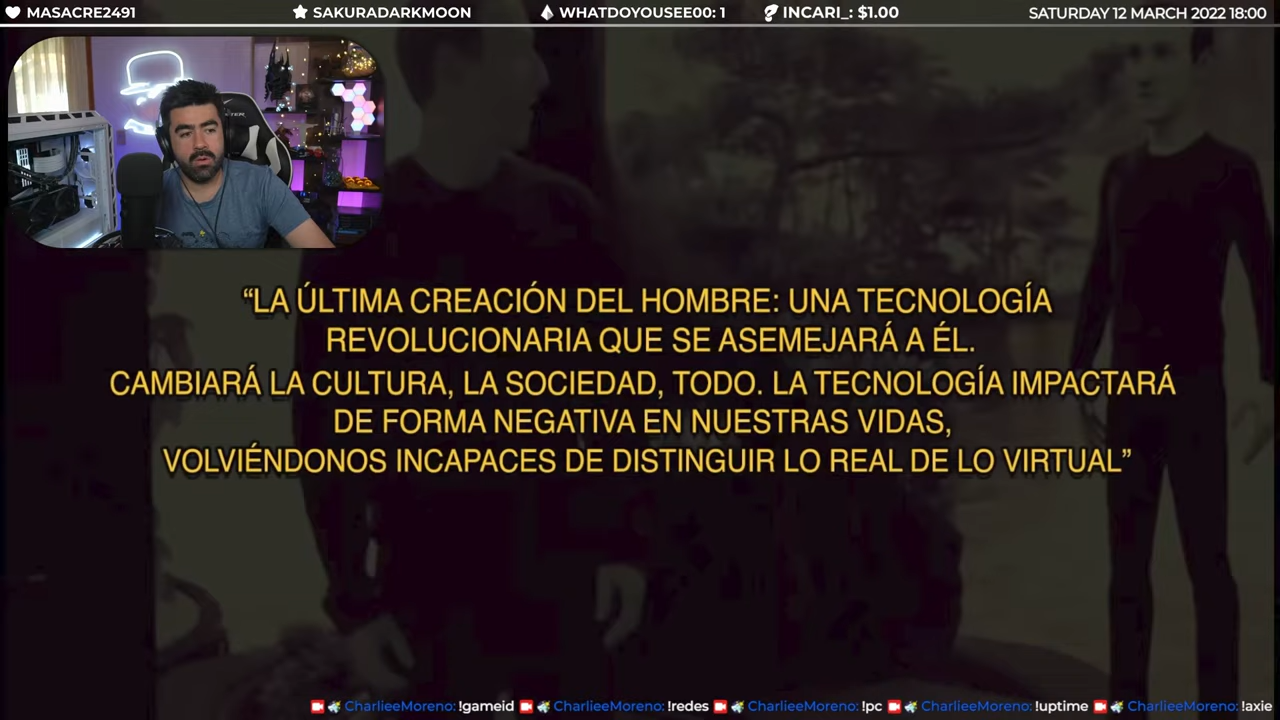 MASACRE2491
SAKURADARKMOON
WHATDOYOUSEE00: 1
INCARI_: $1.00
SATURDAY 12 MARCH 2022 18:00
“LA ÚLTIMA CREACIÓN DEL HOMBRE: UNA TECNOLOGÍA
REVOLUCIONARIA QUE SE ASEMEJARÁ A ÉL.
CAMBIARÁ LA CULTURA, LA SOCIEDAD, TODO. LA TECNOLOGÍA IMPACTARÁ
DE FORMA NEGATIVA EN NUESTRAS VIDAS,
VOLVIÉNDONOS INCAPACES DE DISTINGUIR LO REAL DE LO VIRTUAL”
CharlieeMoreno: !gameid CharlieeMoreno: !redes CharlieeMoreno: !pc CharlieeMoreno: !uptime CharlieeMoreno: !axie